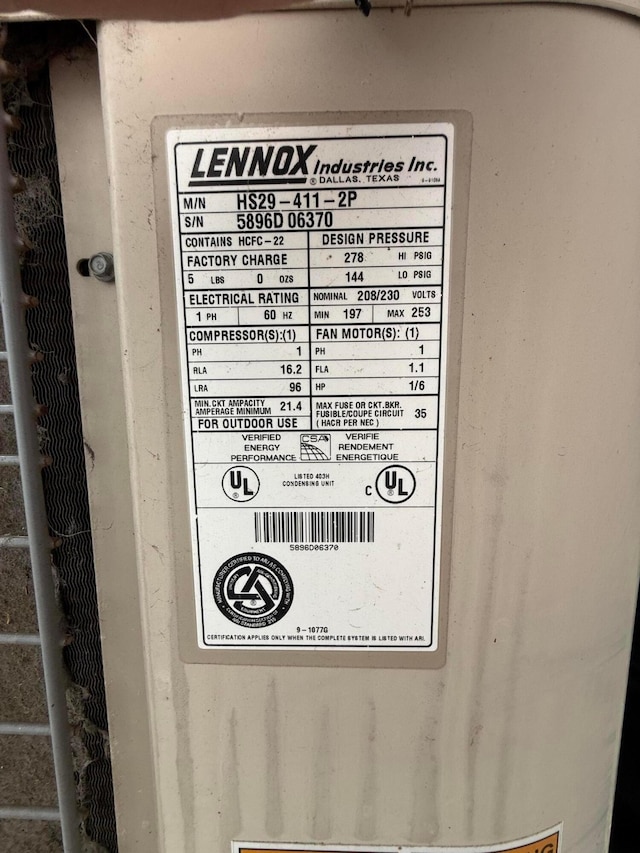 LENNOX Industries Inc.
® DALLAS, TEXAS
M/N HS29-411-2P
S/N 5896D 06370
CONTAINS HCFC-22 DESIGN PRESSURE
FACTORY CHARGE 278 HI PSIG
5 LBS 0 OZS 144 LO PSIG
ELECTRICAL RATING NOMINAL 208/230 VOLTS
1 PH 60 HZ MIN 197 MAX 253
COMPRESSOR(S):(1) FAN MOTOR(S): (1)
PH 1 PH 1
RLA 16.2 FLA 1.1
LRA 96 HP 1/6
MIN.CKT AMPACITY MAX FUSE OR CKT.BKR.
AMPERAGE MINIMUM 21.4 FUSIBLE/COUPE CIRCUIT 35
FOR OUTDOOR USE (HACR PER NEC)
VERIFIED CSA VERIFIE
ENERGY RENDEMENT
PERFORMANCE ENERGETIQUE
UL ® LISTED 403H C UL ®
CONDENSING UNIT
5896D06370
9-1077G
CERTIFICATION APPLIES ONLY WHEN THE COMPLETE SYSTEM IS LISTED WITH ARI.